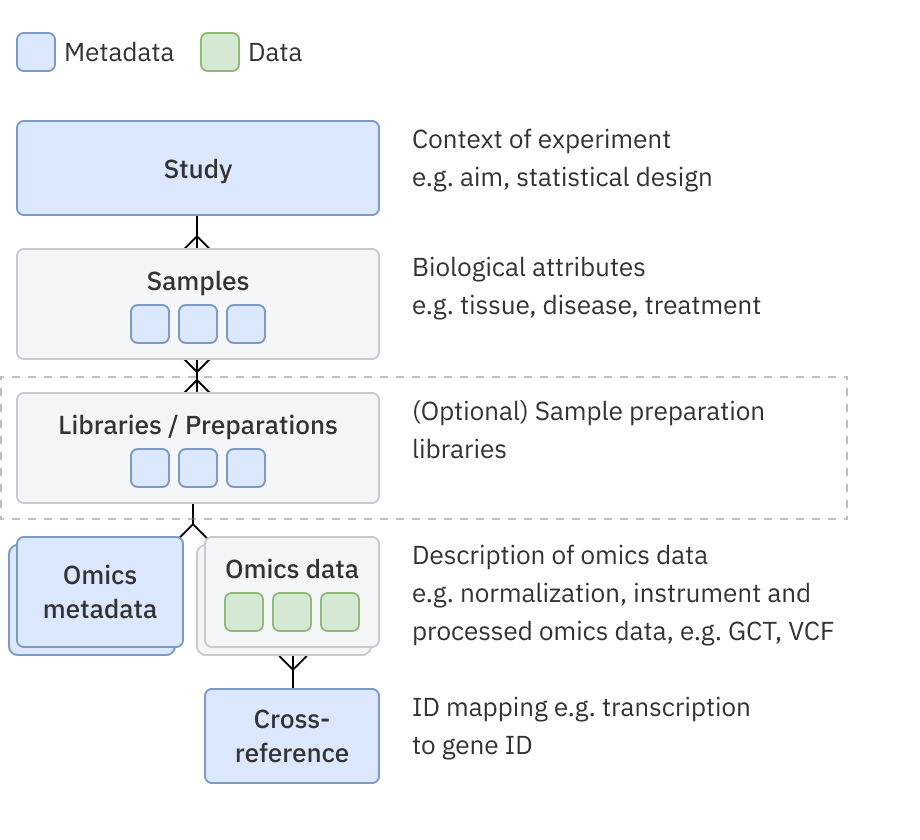 Metadata
Data
Study
Context of experiment
e.g. aim, statistical design
Samples
Biological attributes
e.g. tissue, disease, treatment
Libraries / Preparations
(Optional) Sample preparation
libraries
Omics
metadata
Omics data
Description of omics data
e.g. normalization, instrument and
processed omics data, e.g. GCT, VCF
Cross-
reference
ID mapping e.g. transcription
to gene ID